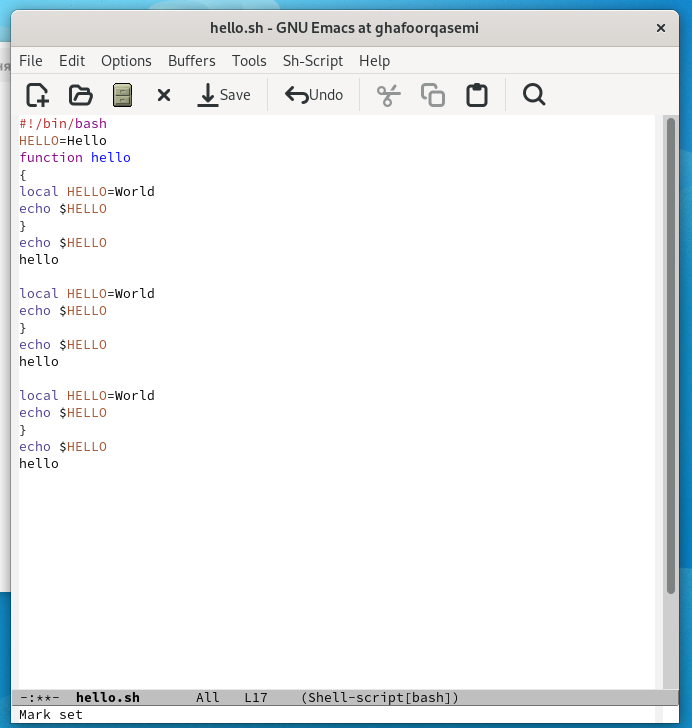 hello.sh - GNU Emacs at ghafoorqasemi
File Edit Options Buffers Tools Sh-Script Help
Save Undo
#!/bin/bash
HELLO=Hello
function hello
{
local HELLO=World
echo $HELLO
}
echo $HELLO
hello
local HELLO=World
echo $HELLO
}
echo $HELLO
hello
local HELLO=World
echo $HELLO
}
echo $HELLO
hello
-:**- hello.sh All L17 (Shell-script[bash])
Mark set